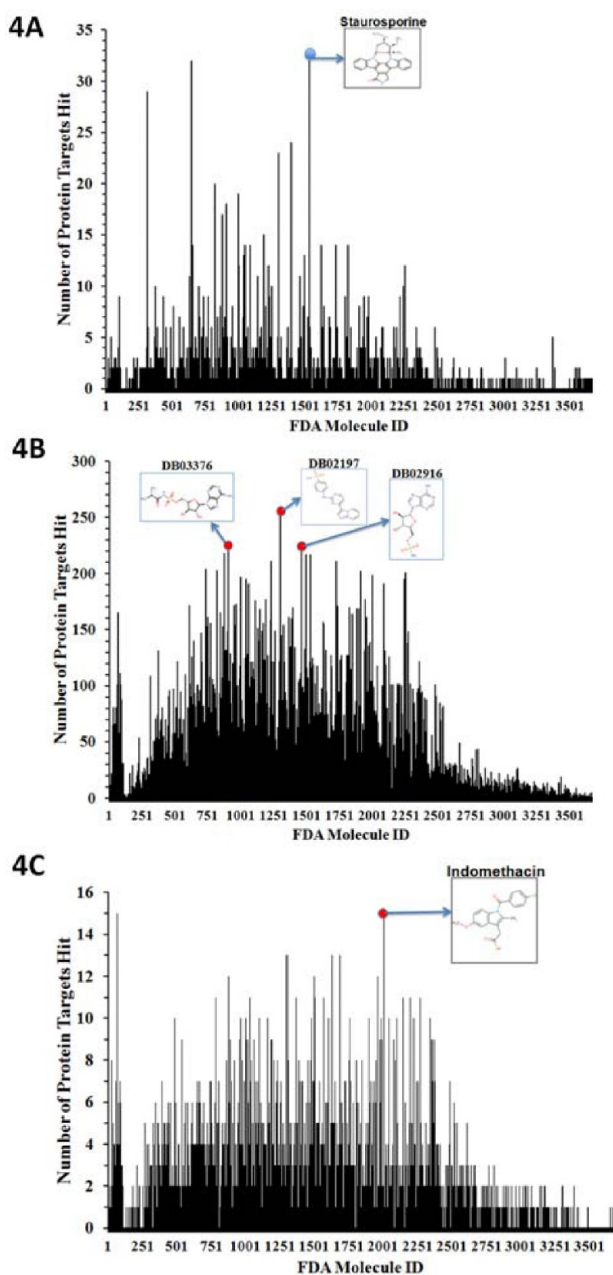 4A
Staurosporine
Number of Protein Targets Hit
35
30
25
20
15
10
5
0
1 251 501 751 1001 1251 1501 1751 2001 2251 2501 2751 3001 3251 3501
FDA Molecule ID
4B
DB03376
DB02197
DB02916
Number of Protein Targets Hit
300
250
200
150
100
50
0
1 251 501 751 1001 1251 1501 1751 2001 2251 2501 2751 3001 3251 3501
FDA Molecule ID
4C
Indomethacin
Number of Protein Targets Hit
16
14
12
10
8
6
4
2
0
1 251 501 751 1001 1251 1501 1751 2001 2251 2501 2751 3001 3251 3501
FDA Molecule ID